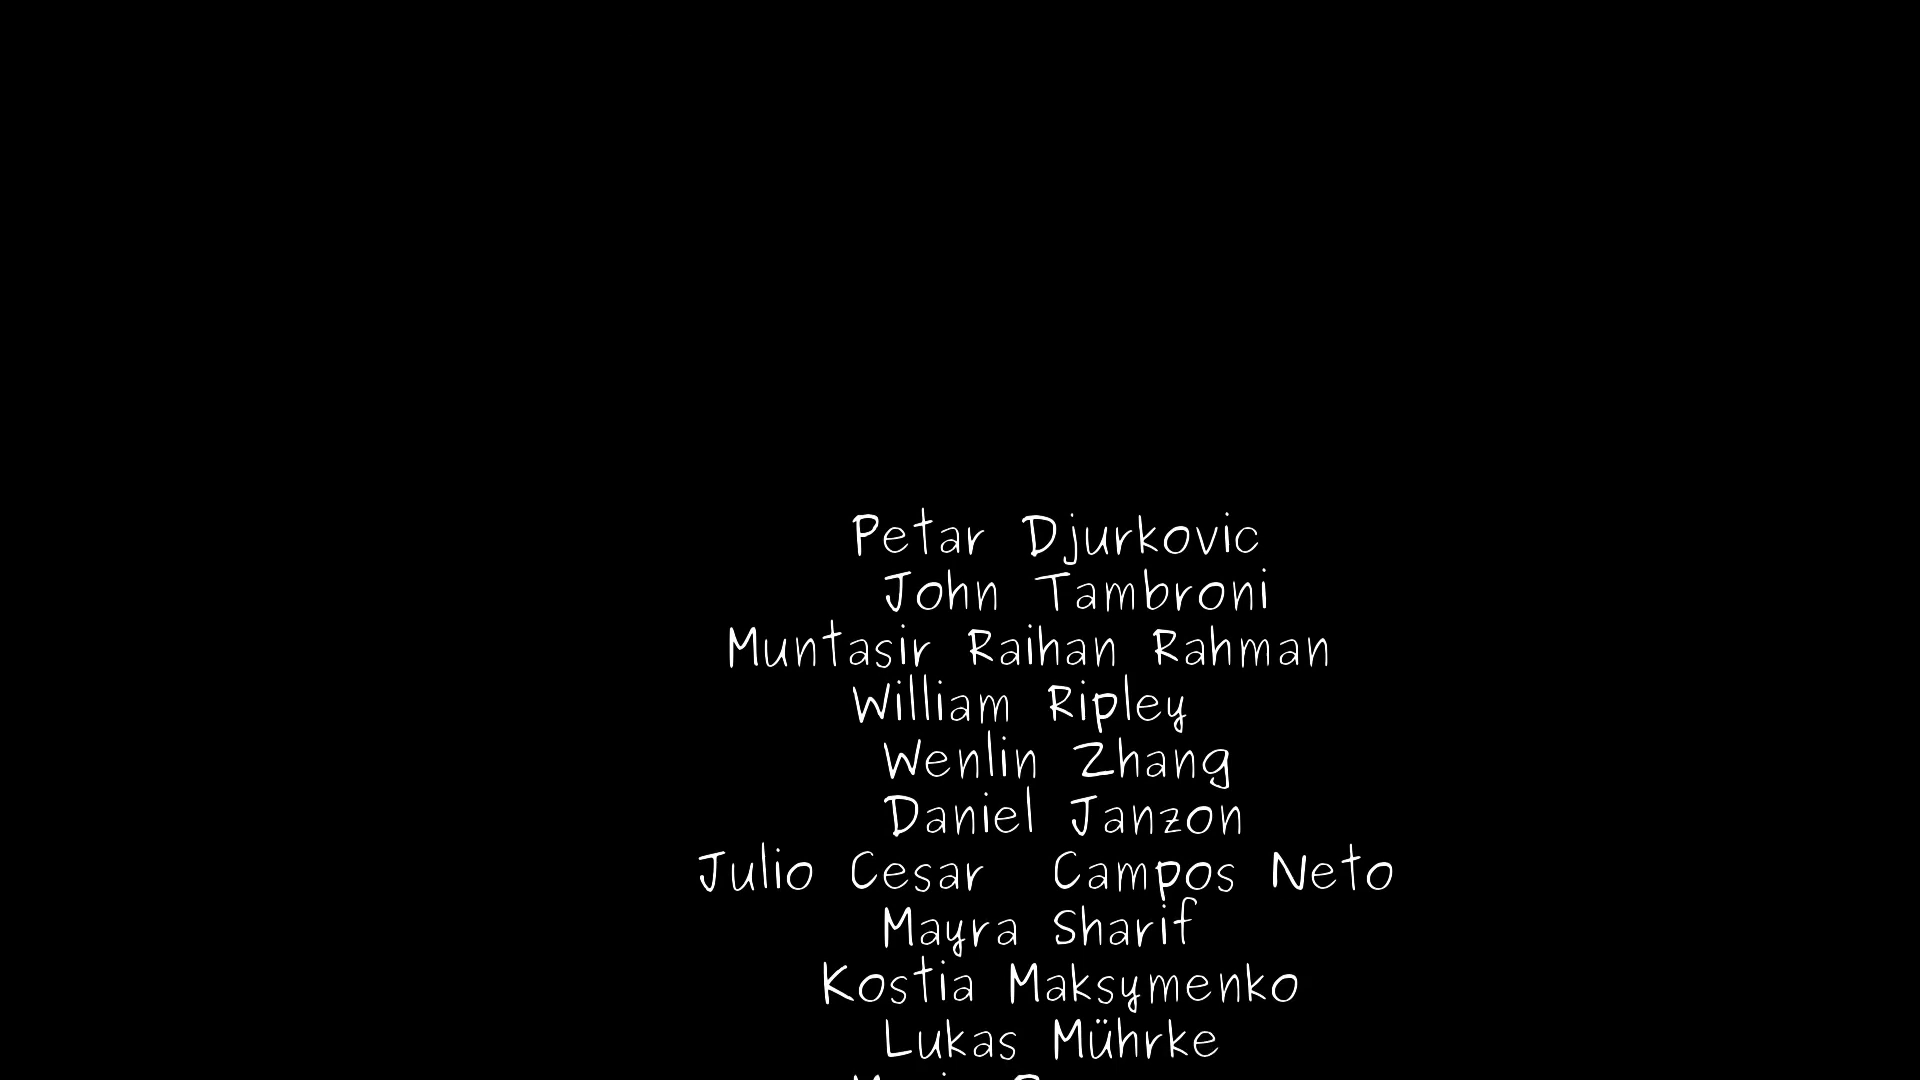 Petar Djurkovic
John Tambroni
Muntasir Raihan Rahman
William Ripley
Wenlin Zhang
Daniel Janzon
Julio Cesar  Campos Neto
Mayra Sharif
Kostia Maksymenko
Lukas Mührke